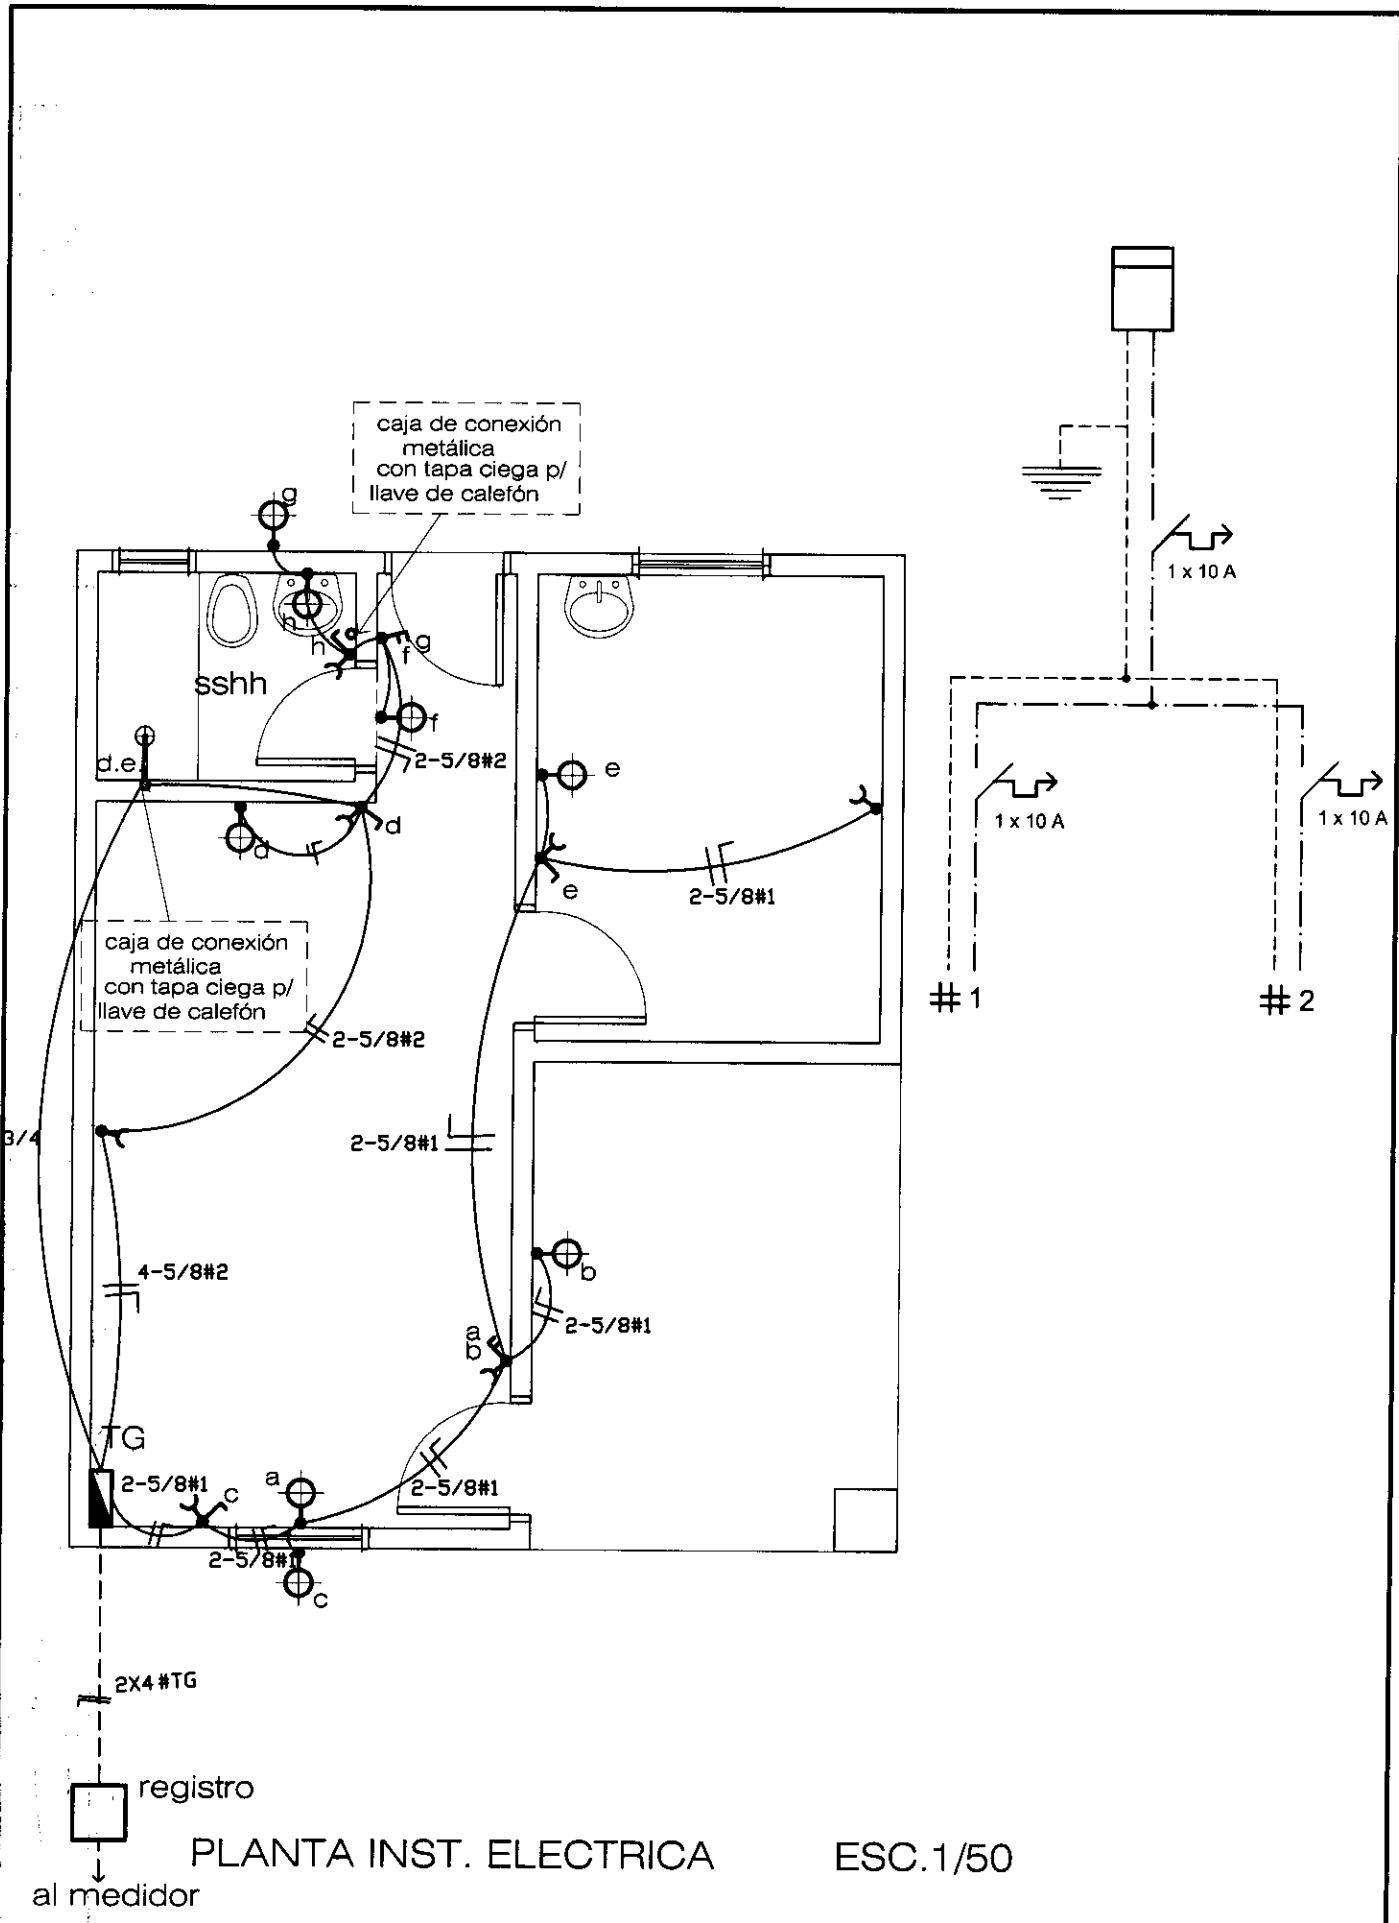 caja de conexión
metálica
con tapa ciega p/
llave de calefón
g
1 x 10 A
h
h
f
g
sshh
f
2-5/8#2
d.e.
e
1 x 10 A
1 x 10 A
d
d
e
2-5/8#1
caja de conexión
metálica
con tapa ciega p/
llave de calefón
# 1
# 2
2-5/8#2
3/4
2-5/8#1
4-5/8#2
b
2-5/8#1
a
b
TG
2-5/8#1
c
a
2-5/8#1
2-5/8#1
c
2X4#TG
registro
PLANTA INST. ELECTRICA
ESC.1/50
al medidor